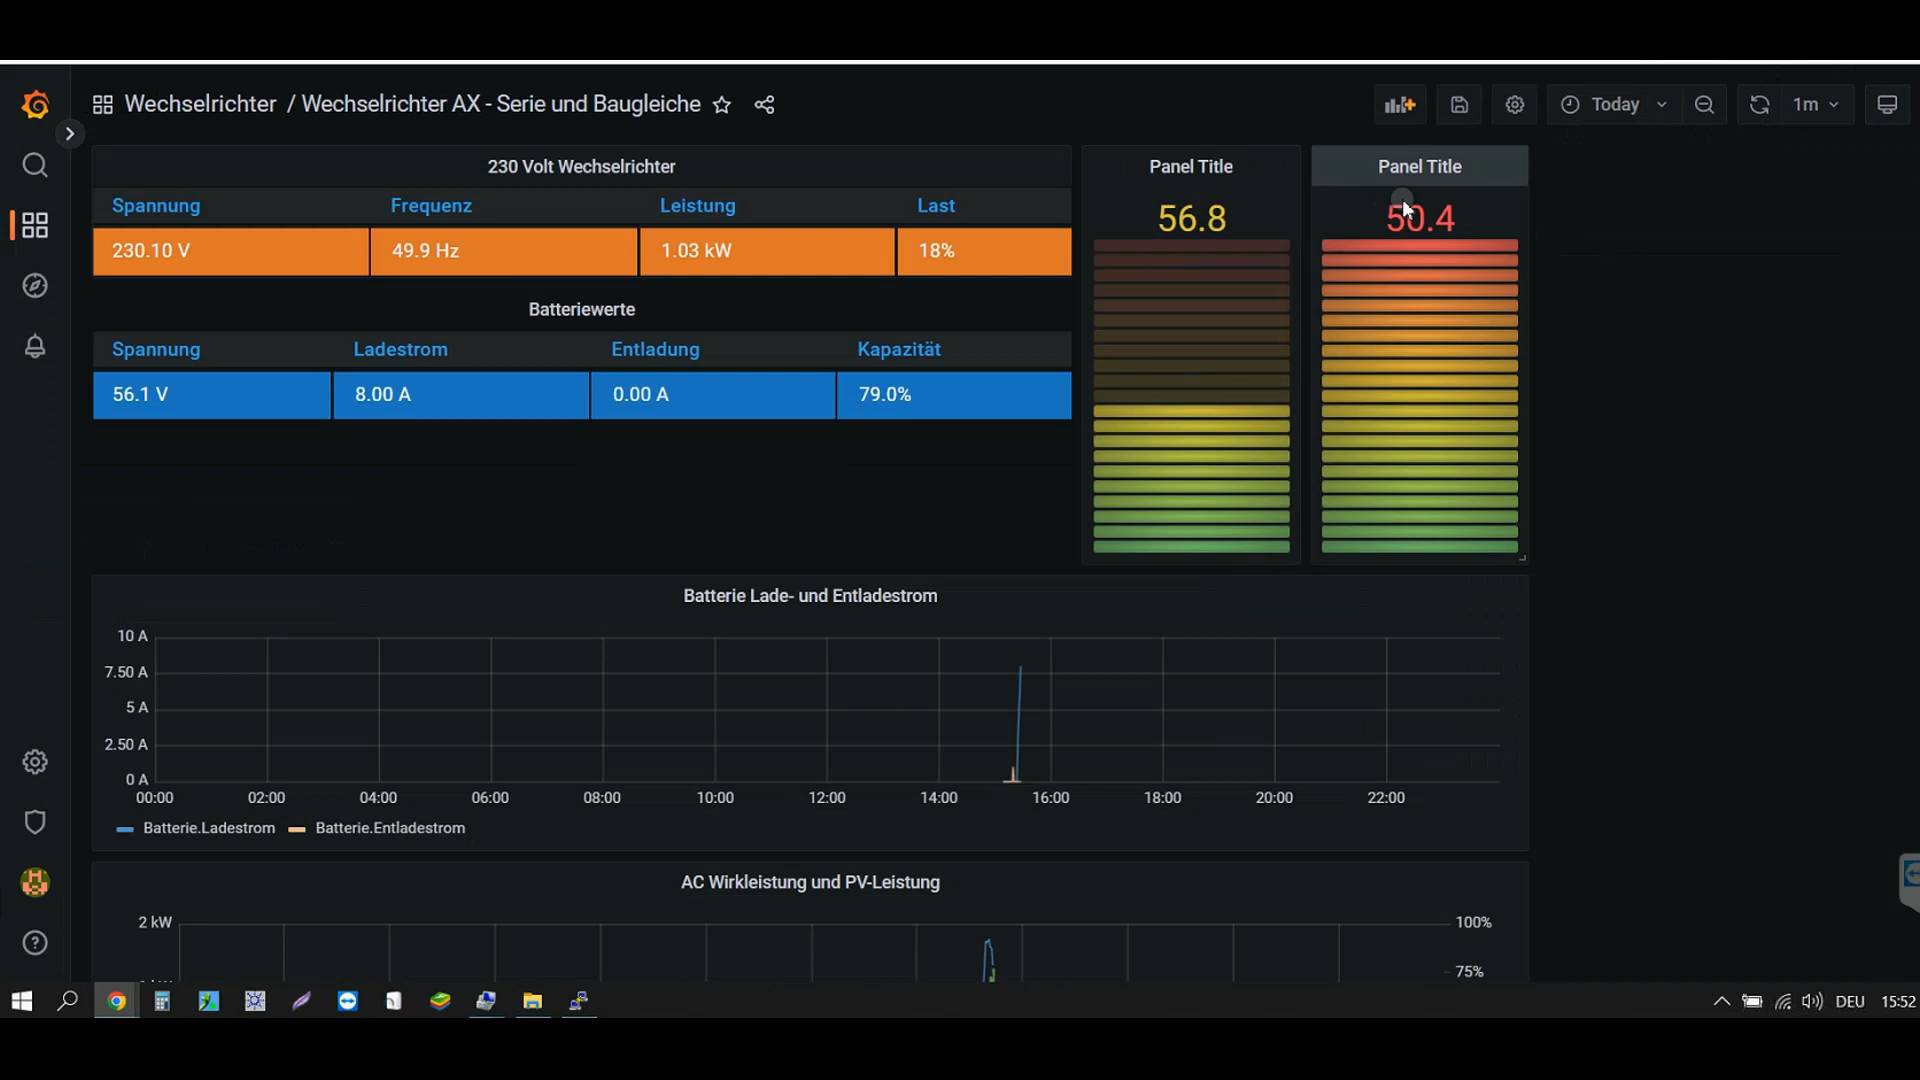 Wechselrichter / Wechselrichter AX - Serie und Baugleiche
Today
1m
230 Volt Wechselrichter
Spannung Frequenz Leistung Last
230.10 V 49.9 Hz 1.03 kW 18%
Batteriewerte
Spannung Ladestrom Entladung Kapazität
56.1 V 8.00 A 0.00 A 79.0%
Panel Title
56.8
Panel Title
50.4
Batterie Lade- und Entladestrom
10 A
7.50 A
5 A
2.50 A
0 A
00:00 02:00 04:00 06:00 08:00 10:00 12:00 14:00 16:00 18:00 20:00 22:00
Batterie.Ladestrom Batterie.Entladestrom
AC Wirkleistung und PV-Leistung
2 kW
100%
75%
DEU 15:52